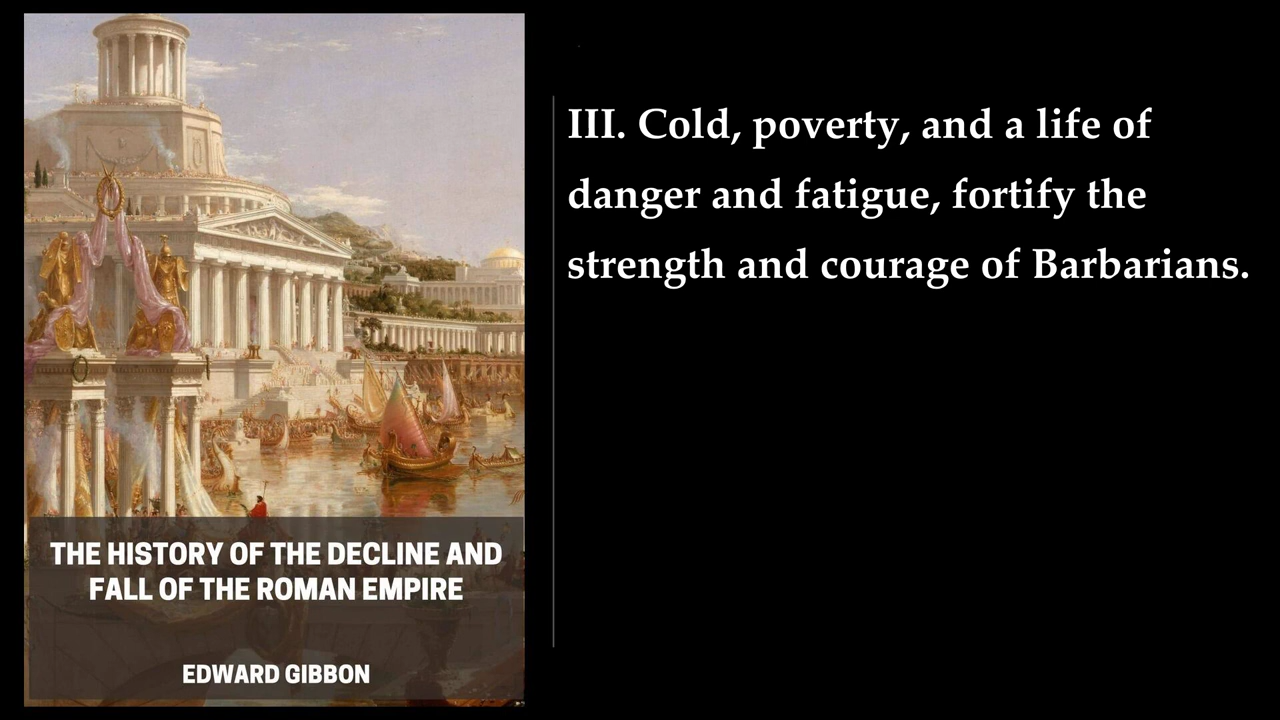 III. Cold, poverty, and a life of
danger and fatigue, fortify the
strength and courage of Barbarians.
THE HISTORY OF THE DECLINE AND
FALL OF THE ROMAN EMPIRE
EDWARD GIBBON